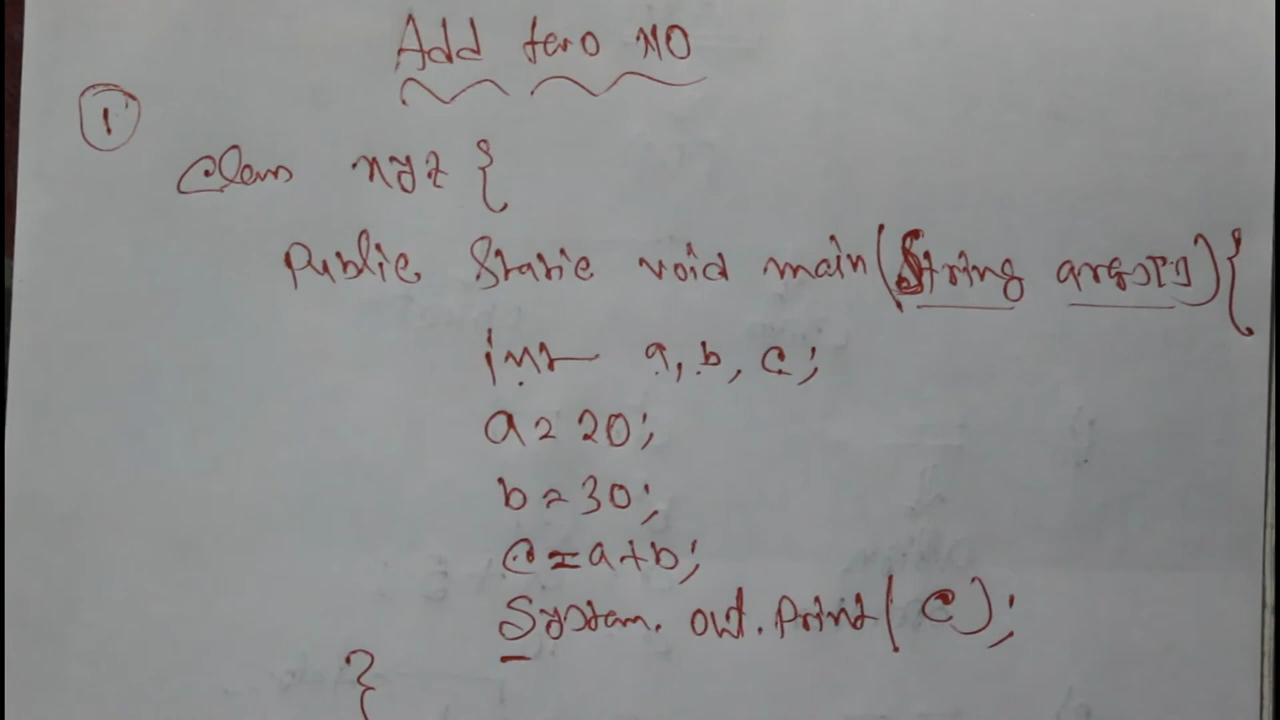 Add two NO
1
class xyz {
Public Static void main(String args[]){
int a, b, c;
a = 20;
b = 30;
c = a+b;
System. out. Print( c);
}